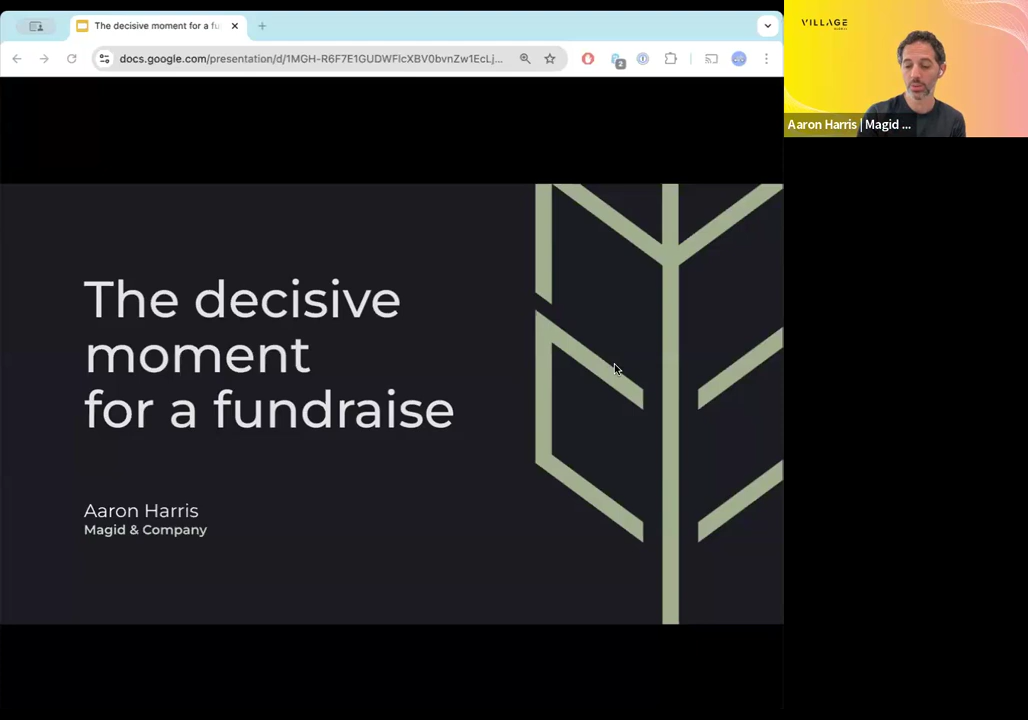 The decisive moment for a fu
docs.google.com/presentation/d/1MGH-R6F7E1GUDWFlcXBV0bvnZw1EcLj...
2
VILLAGE
Aaron Harris | Magid ...
The decisive
moment
for a fundraise
Aaron Harris
Magid & Company